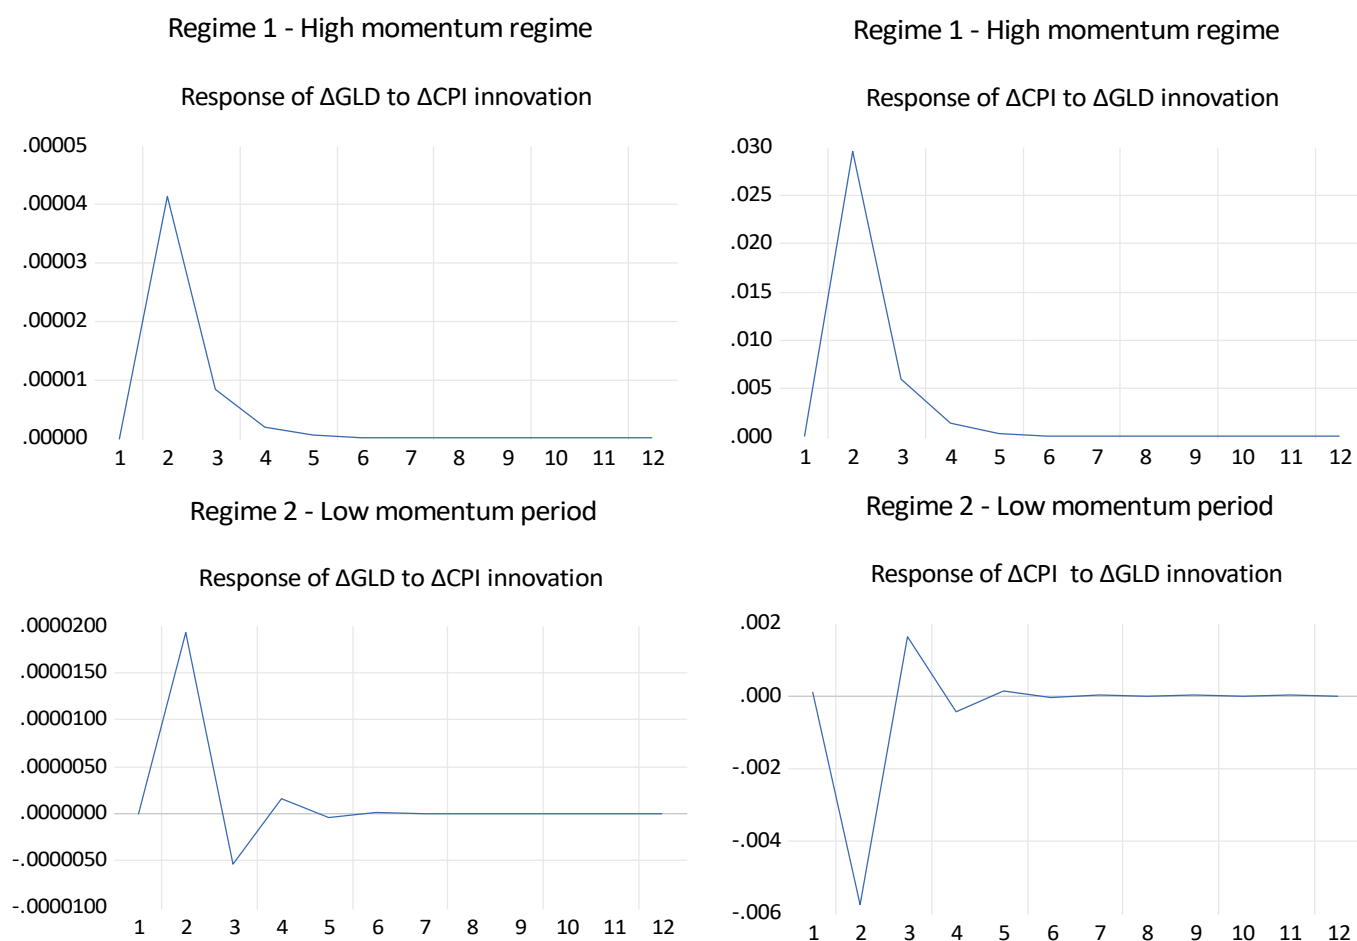 Regime 1 - High momentum regime
Response of ΔGLD to ΔCPI innovation
.00005
.00004
.00003
.00002
.00001
.00000
1 2 3 4 5 6 7 8 9 10 11 12
Regime 1 - High momentum regime
Response of ΔCPI to ΔGLD innovation
.030
.025
.020
.015
.010
.005
.000
1 2 3 4 5 6 7 8 9 10 11 12
Regime 2 - Low momentum period
Response of ΔGLD to ΔCPI innovation
.0000200
.0000150
.0000100
.0000050
.0000000
-.0000050
-.0000100
1 2 3 4 5 6 7 8 9 10 11 12
Regime 2 - Low momentum period
Response of ΔCPI  to ΔGLD innovation
.002
.000
-.002
-.004
-.006
1 2 3 4 5 6 7 8 9 10 11 12